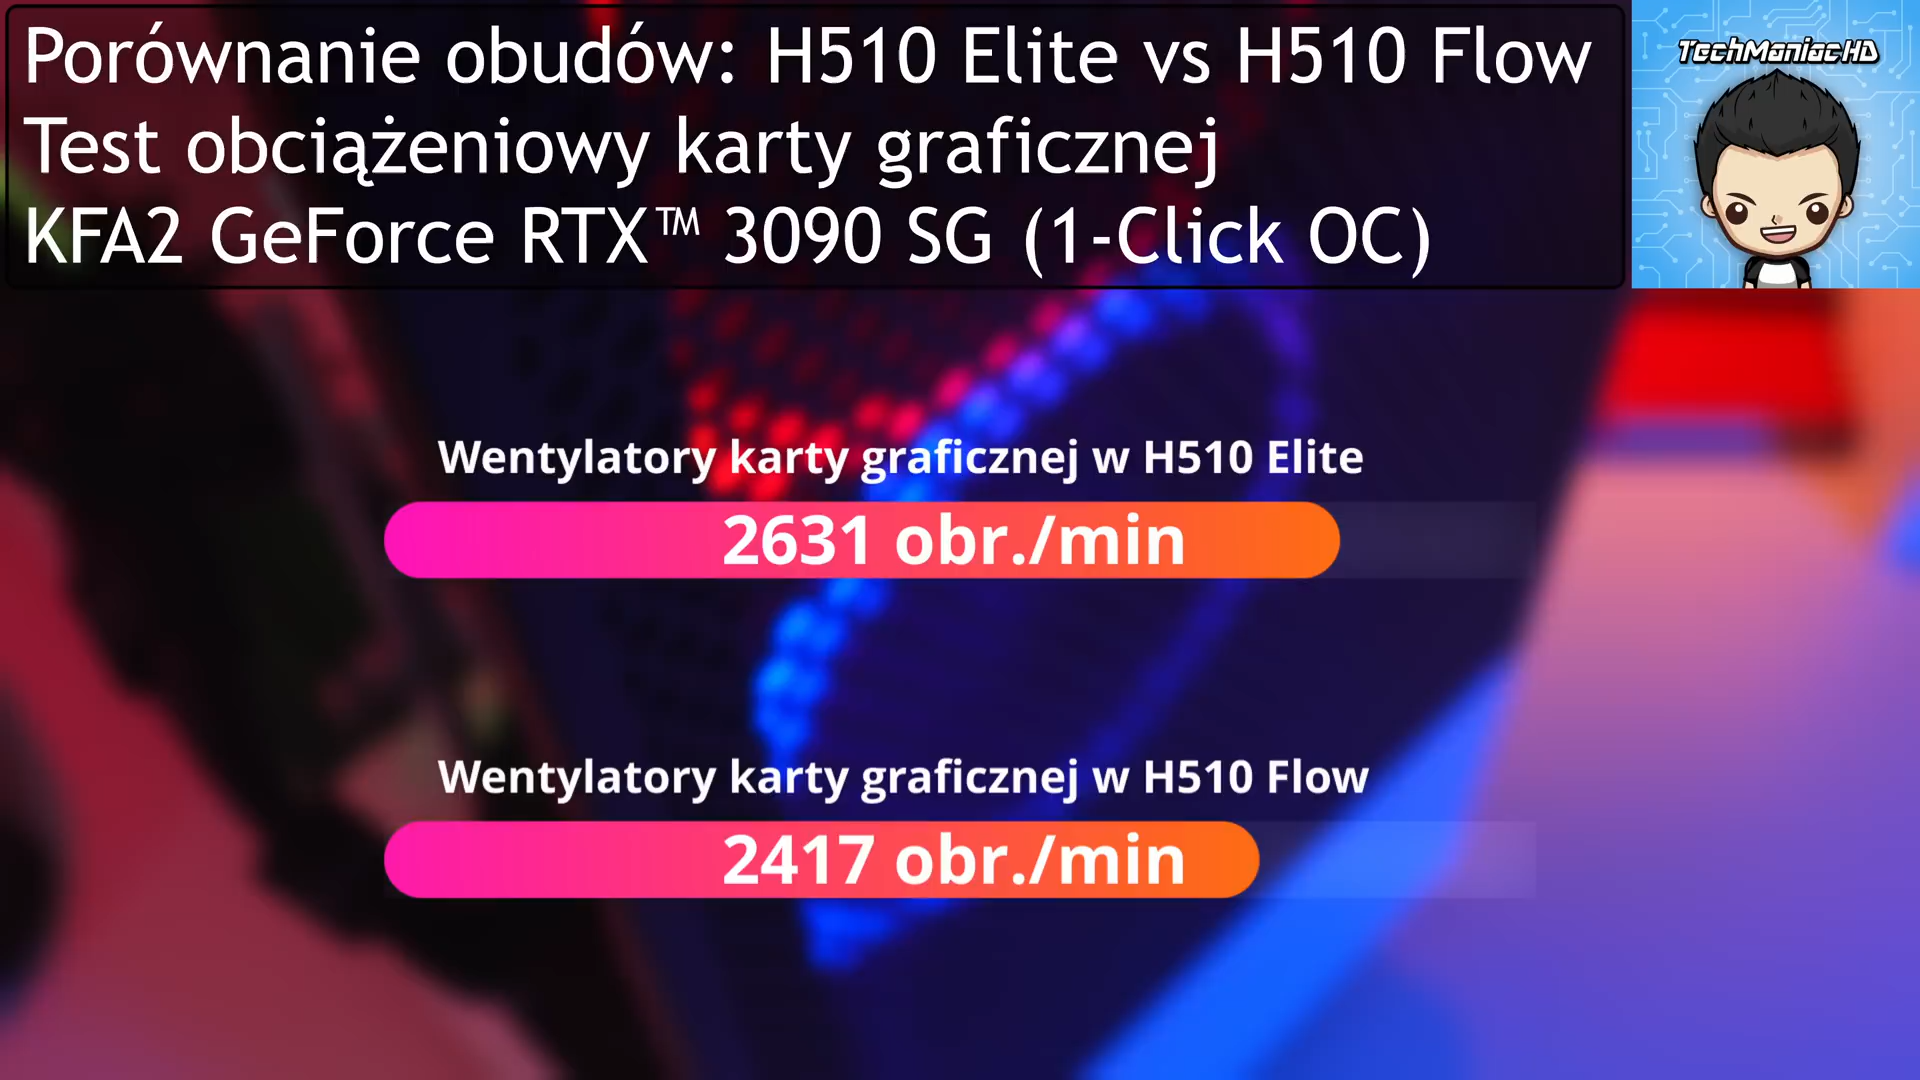 Porównanie obudów: H510 Elite vs H510 Flow
Test obciążeniowy karty graficznej
KFA2 GeForce RTX™ 3090 SG (1-Click OC)
TechManiacHD
Wentylatory karty graficznej w H510 Elite
2631 obr./min
Wentylatory karty graficznej w H510 Flow
2417 obr./min